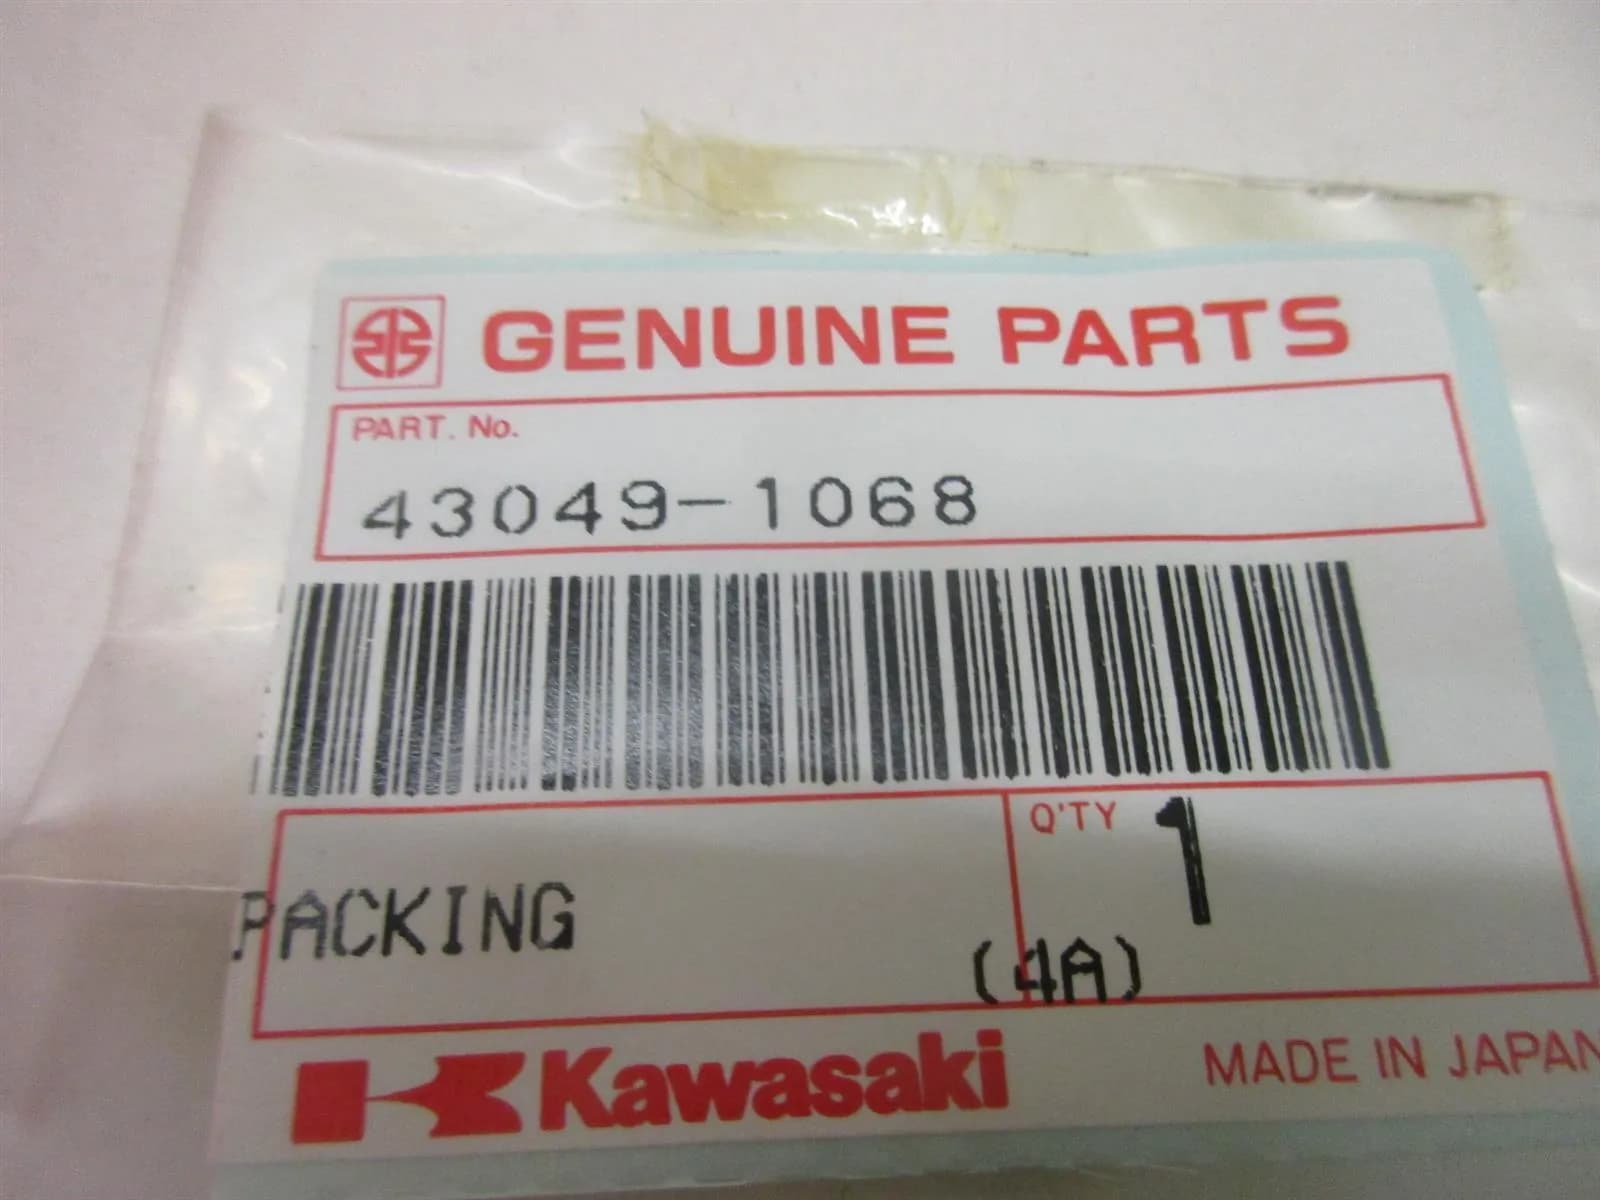 GENUINE PARTS
PART. No.
43049-1068
Q'TY 1
PACKING
(4A)
Kawasaki
MADE IN JAPAN